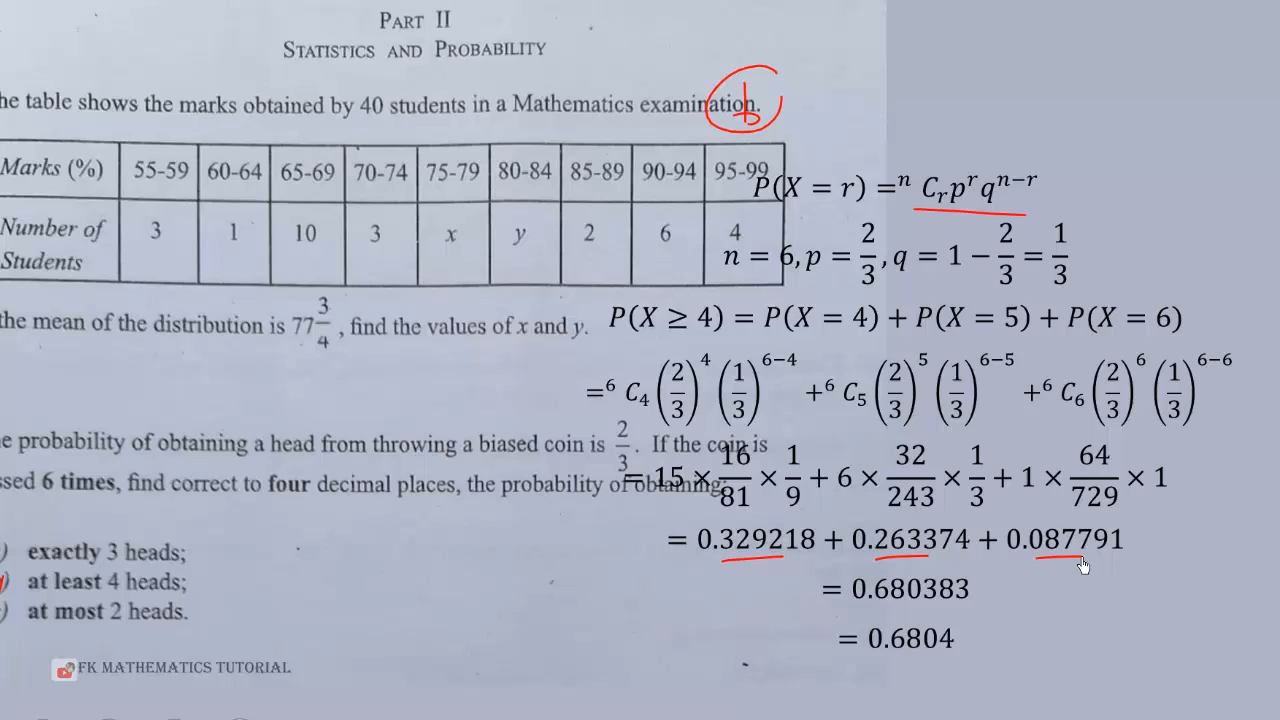 PART II
STATISTICS AND PROBABILITY
he table shows the marks obtained by 40 students in a Mathematics examination.
b
Marks (%) 55-59 60-64 65-69 70-74 75-79 80-84 85-89 90-94 95-99
Number of Students 3 1 10 3 x y 2 6 4
P(X = r) = ⁿCᵣpʳqⁿ⁻ʳ
n = 6, p = 2/3, q = 1 − 2/3 = 1/3
the mean of the distribution is 77 3/4, find the values of x and y.
P(X ≥ 4) = P(X = 4) + P(X = 5) + P(X = 6)
= ⁶C₄(2/3)⁴(1/3)⁶⁻⁴ + ⁶C₅(2/3)⁵(1/3)⁶⁻⁵ + ⁶C₆(2/3)⁶(1/3)⁶⁻⁶
e probability of obtaining a head from throwing a biased coin is 2/3. If the coin is
ssed 6 times, find correct to four decimal places, the probability of obtaining;
= 15 × 16/81 × 1/9 + 6 × 32/243 × 1/3 + 1 × 64/729 × 1
= 0.329218 + 0.263374 + 0.087791
= 0.680383
= 0.6804
) exactly 3 heads;
) at least 4 heads;
) at most 2 heads.
FK MATHEMATICS TUTORIAL